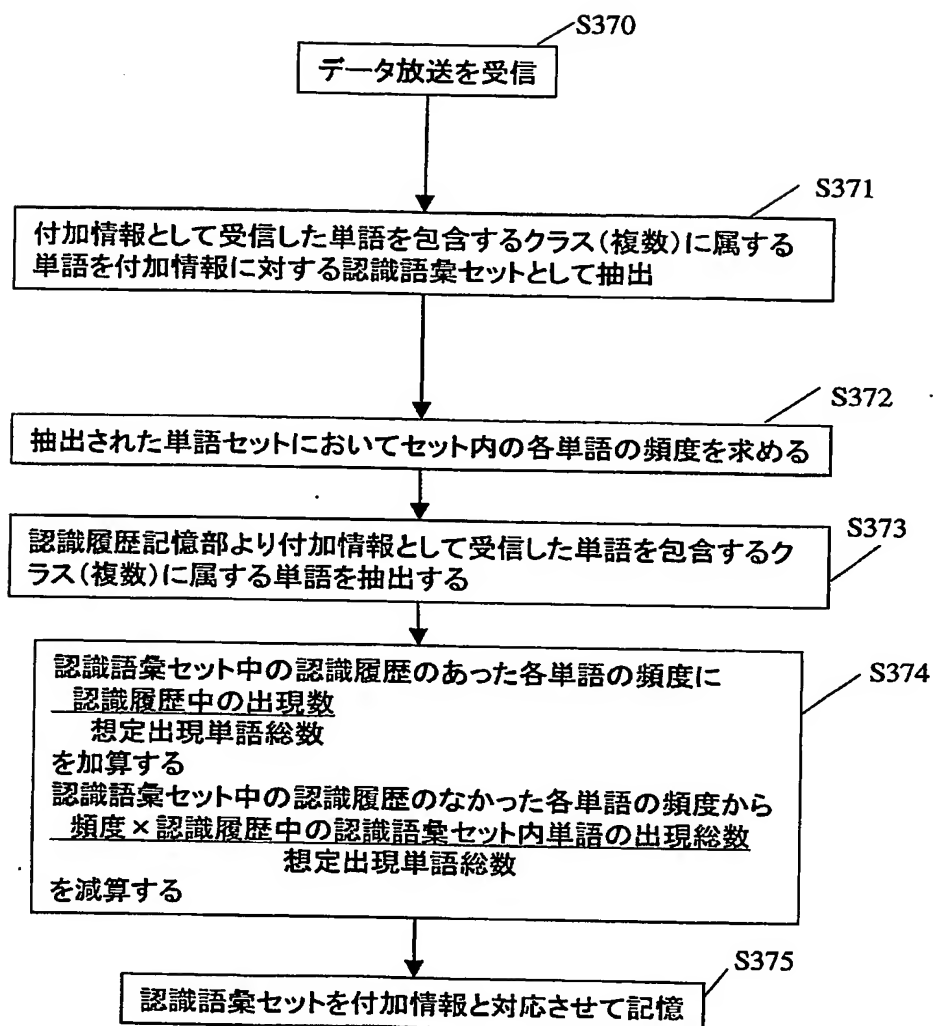 S370
データ放送を受信
S371
付加情報として受信した単語を包含するクラス(複数)に属する
単語を付加情報に対する認識語彙セットとして抽出
S372
抽出された単語セットにおいてセット内の各単語の頻度を求める
S373
認識履歴記憶部より付加情報として受信した単語を包含するク
ラス(複数)に属する単語を抽出する
S374
認識語彙セット中の認識履歴のあった各単語の頻度に
認識履歴中の出現数
想定出現単語総数
を加算する
認識語彙セット中の認識履歴のなかった各単語の頻度から
頻度×認識履歴中の認識語彙セット内単語の出現総数
想定出現単語総数
を減算する
S375
認識語彙セットを付加情報と対応させて記憶